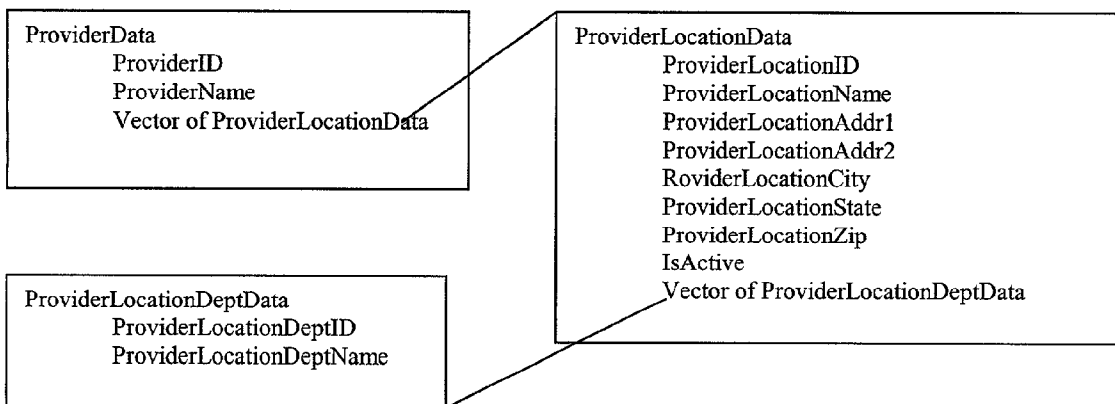 ProviderData
ProviderID
ProviderName
Vector of ProviderLocationData
ProviderLocationData
ProviderLocationID
ProviderLocationName
ProviderLocationAddr1
ProviderLocationAddr2
RoviderLocationCity
ProviderLocationState
ProviderLocationZip
IsActive
Vector of ProviderLocationDeptData
ProviderLocationDeptData
ProviderLocationDeptID
ProviderLocationDeptName